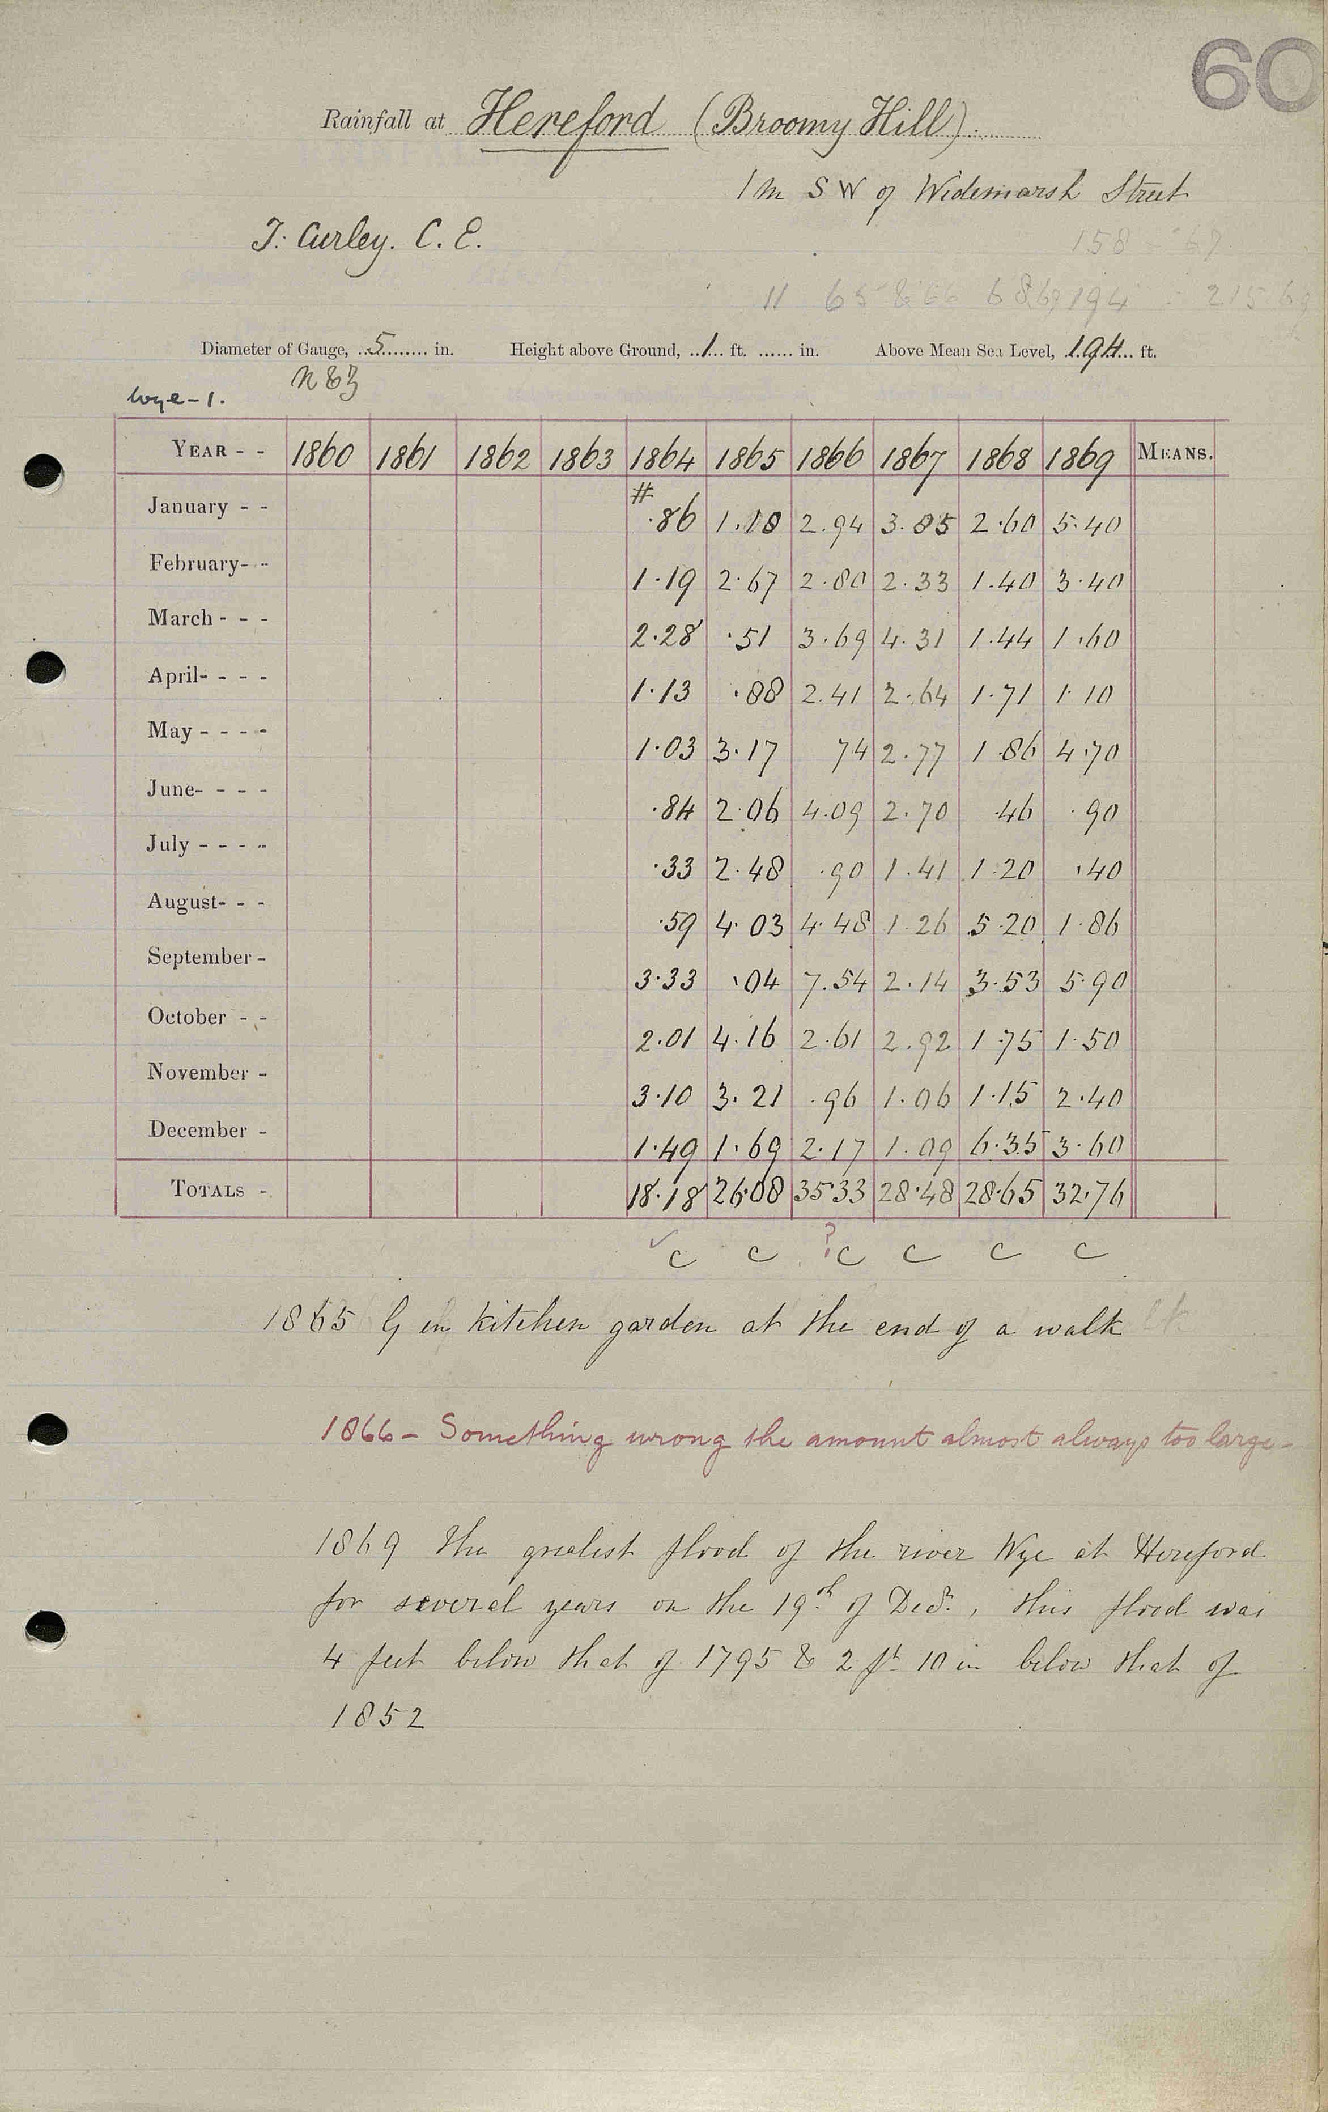 60
Rainfall at Hereford (Broomy Hill).
1 m SW of Widemarsh Street
T. Curley. C. E.
158 - 67
194
Diameter of Gauge, 5 in. Height above Ground, 1 ft. in. Above Mean Sea Level, 194 ft.
Wye-1.
YEAR - - 1860 1861 1862 1863 1864 1865 1866 1867 1868 1869 MEANS.
January - - # ·86 1·18 2·94 3·85 2·60 5·40
February- - 1·19 2·67 2·80 2·33 1·40 3·40
March - - - 2·28 ·51 3·69 4·31 1·44 1·60
April- - - - 1·13 ·88 2·41 2·64 1·71 1·10
May - - - - 1·03 3·17 74 2·77 1·86 4·70
June- - - - ·84 2·06 4·09 2·70 46 ·90
July - - - - ·33 2·48 ·90 1·41 1·20 ·40
August- - - ·59 4·03 4·48 1·26 5·20 1·86
September - 3·33 ·04 7·54 2·14 3·53 5·90
October - - 2·01 4·16 2·61 2·92 1·75 1·50
November - 3·10 3·21 ·96 1·06 1·15 2·40
December - 1·49 1·69 2·17 1·09 6·35 3·60
TOTALS - 18·18 26·08 35·33 28·48 28·65 32·76
✓ c c ? c c c c
1865 G in kitchen garden at the end of a walk
1866 - Something wrong the amount almost always too large -
1869 The greatest flood of the river Wye at Hereford
for several years on the 19th of Decr., this flood was
4 feet below that of 1795 & 2 ft 10 in below that of
1852